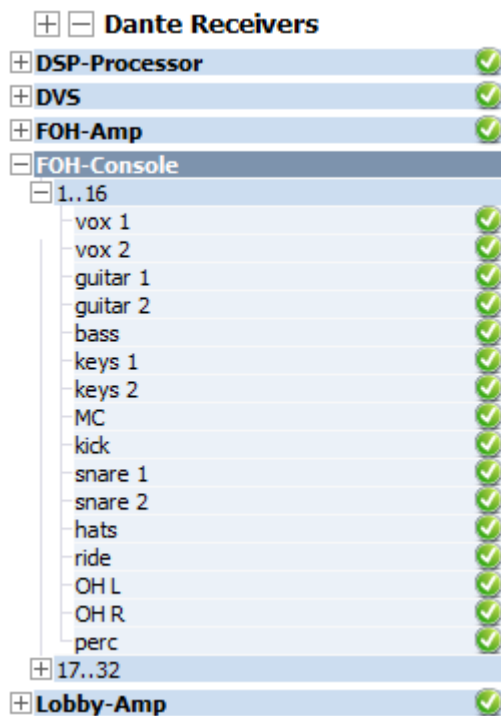 Dante Receivers
DSP-Processor
DVS
FOH-Amp
FOH-Console
1..16
vox 1
vox 2
guitar 1
guitar 2
bass
keys 1
keys 2
MC
kick
snare 1
snare 2
hats
ride
OH L
OH R
perc
17..32
Lobby-Amp